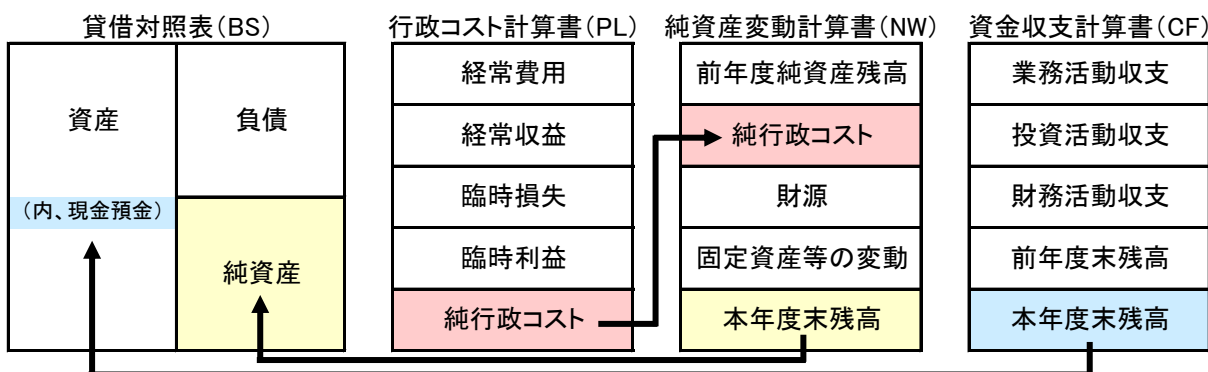 貸借対照表(BS)
資産
負債
(内、現金預金)
純資産
行政コスト計算書(PL)
経常費用
経常収益
臨時損失
臨時利益
純行政コスト
純資産変動計算書(NW)
前年度純資産残高
純行政コスト
財源
固定資産等の変動
本年度末残高
資金収支計算書(CF)
業務活動収支
投資活動収支
財務活動収支
前年度末残高
本年度末残高